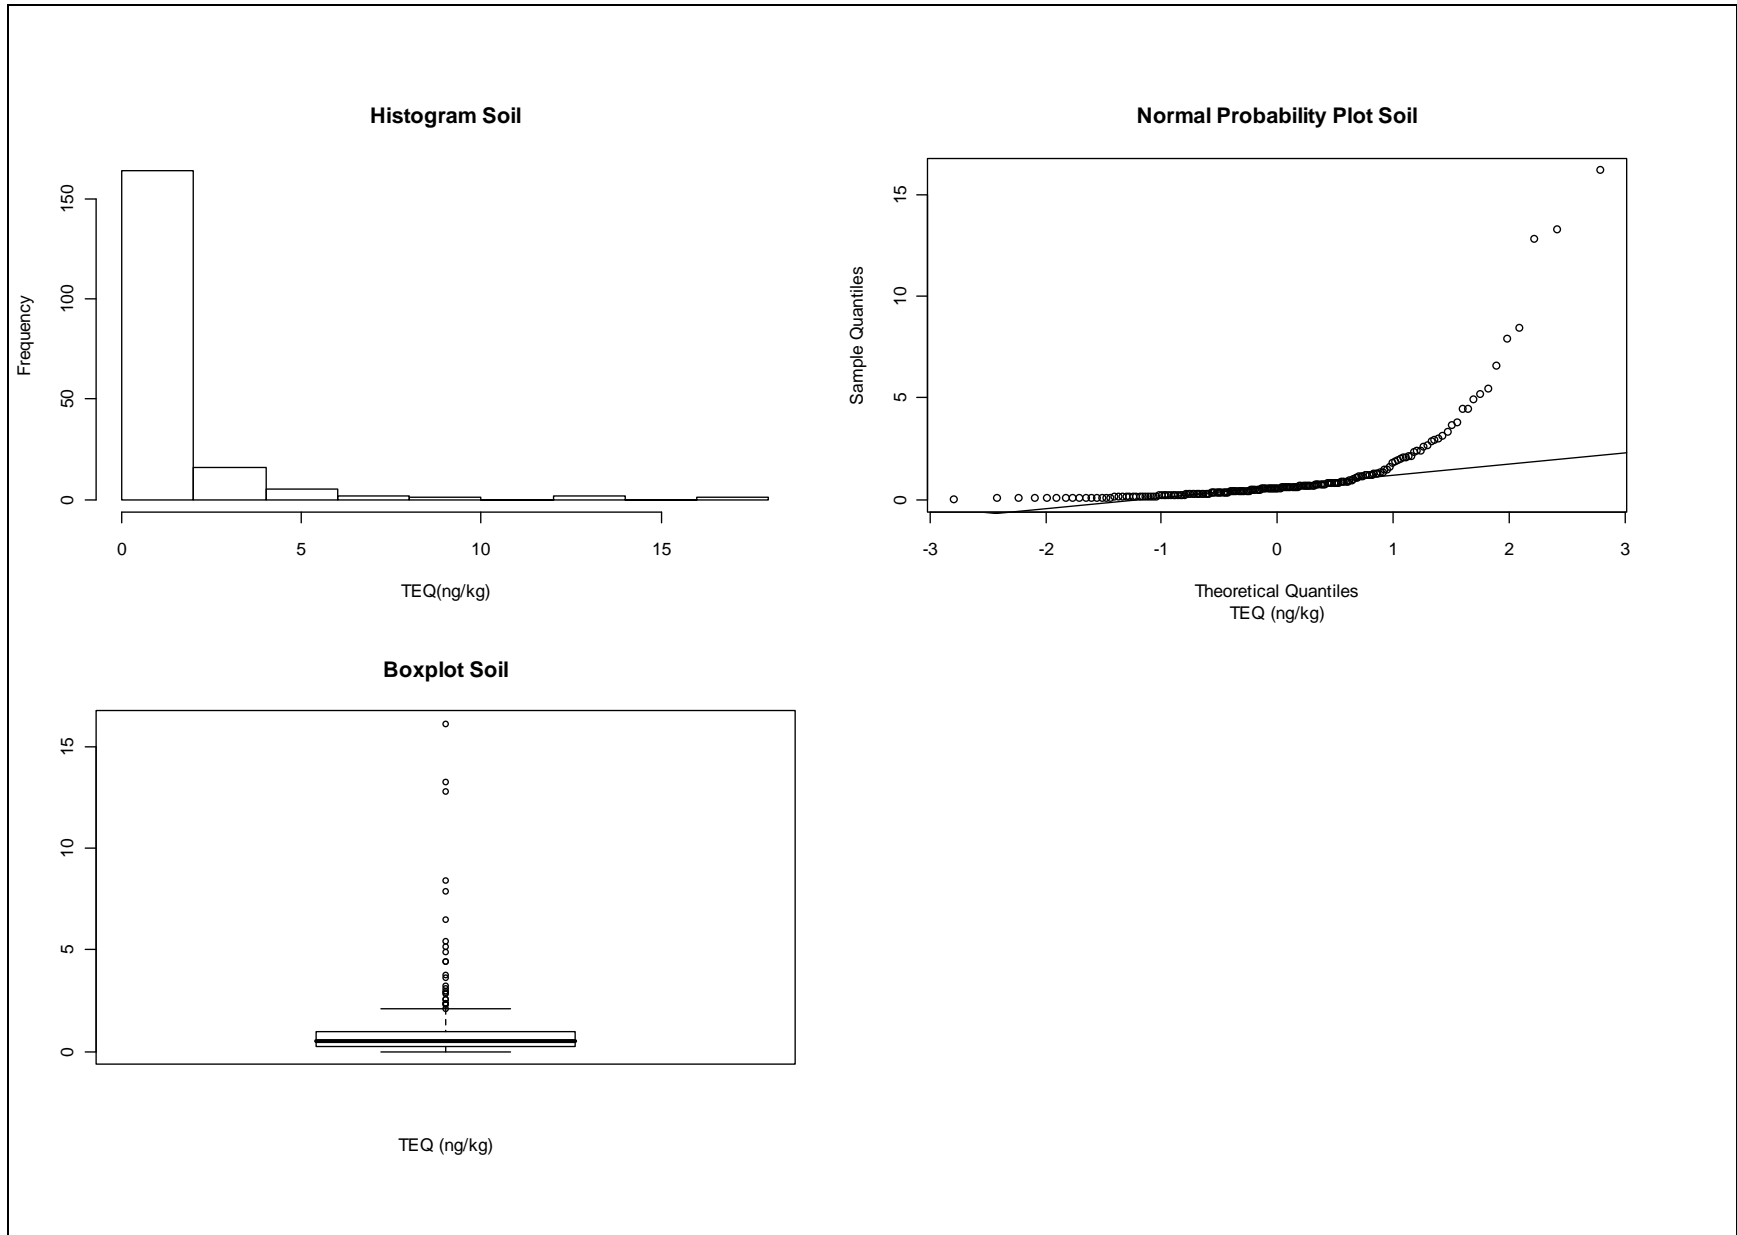 Histogram Soil
Frequency
0 50 100 150
0 5 10 15
TEQ(ng/kg)
Normal Probability Plot Soil
Sample Quantiles
0 5 10 15
-3 -2 -1 0 1 2 3
Theoretical Quantiles
TEQ (ng/kg)
Boxplot Soil
0 5 10 15
TEQ (ng/kg)